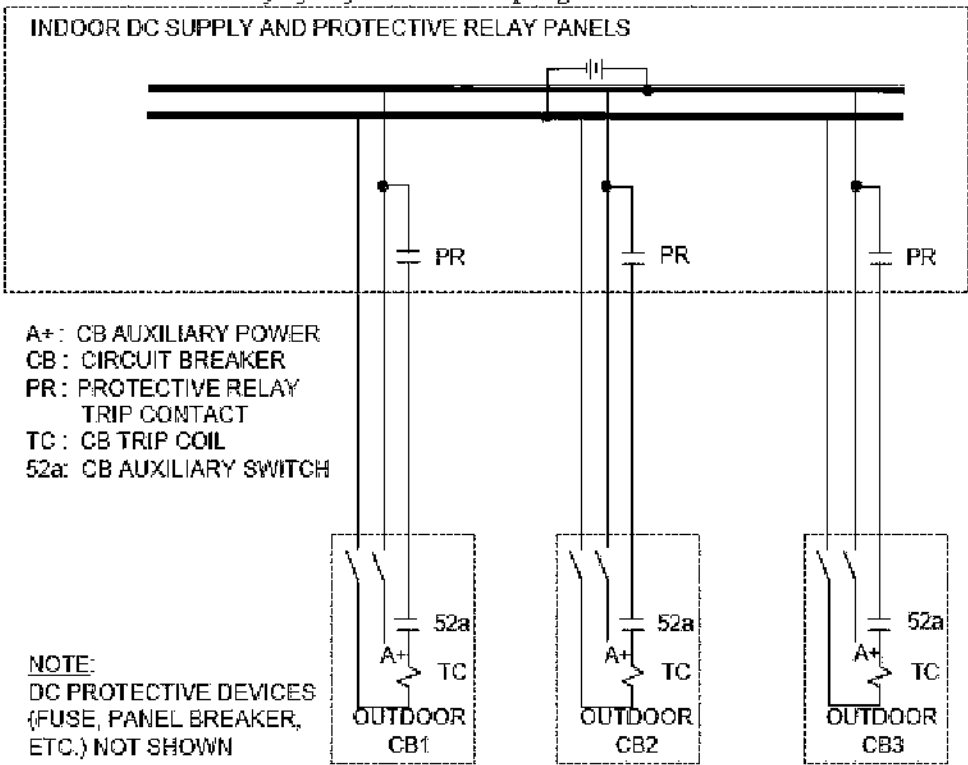 INDOOR DC SUPPLY AND PROTECTIVE RELAY PANELS
PR
PR
PR
A+: CB AUXILIARY POWER
CB: CIRCUIT BREAKER
PR: PROTECTIVE RELAY
TRIP CONTACT
TC: CB TRIP COIL
52a: CB AUXILIARY SWITCH
52a
A+
TC
OUTDOOR
CB1
52a
A+
TC
OUTDOOR
CB2
52a
A+
TC
OUTDOOR
CB3
NOTE:
DC PROTECTIVE DEVICES
(FUSE, PANEL BREAKER,
ETC.) NOT SHOWN